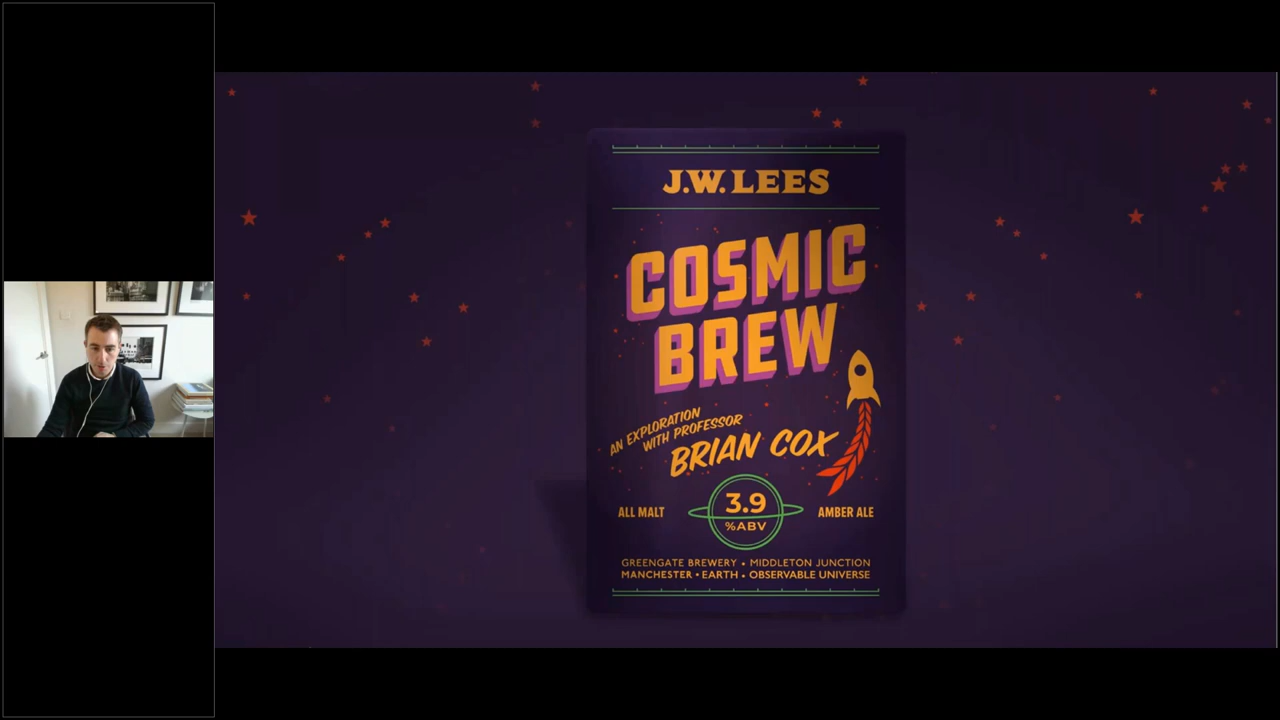 J.W. LEES
COSMIC
BREW
AN EXPLORATION
WITH PROFESSOR
BRIAN COX
ALL MALT
3.9
%ABV
AMBER ALE
GREENGATE BREWERY • MIDDLETON JUNCTION
MANCHESTER • EARTH • OBSERVABLE UNIVERSE